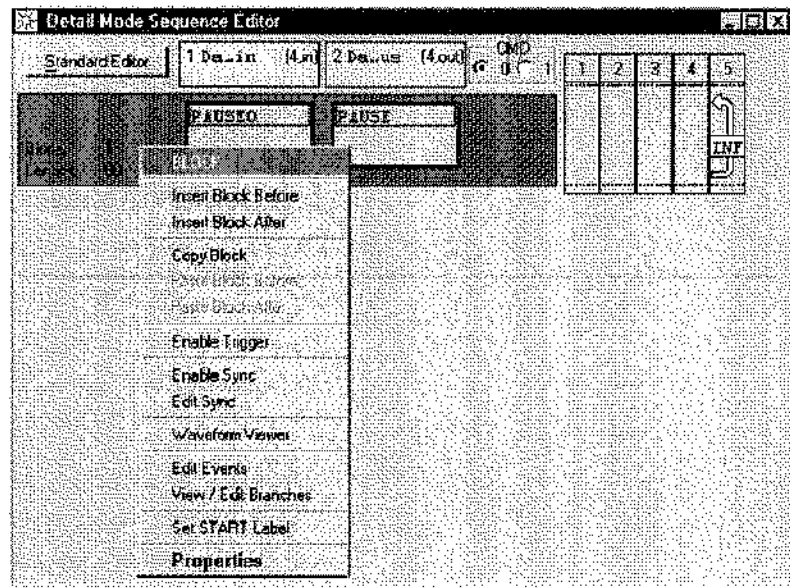 Detail Mode Sequence Editor
Standard Editor
1 Da…in (4,in)
2 Da…us (4,out)
CMD
0 1
1 2 3 4 5
PAUSE0
PAUSE
INF
BLOCK
Insert Block Before
Insert Block After
Copy Block
Paste Block Before
Paste Block After
Enable Trigger
Enable Sync
Edit Sync
Waveform Viewer
Edit Events
View / Edit Branches
Set START Label
Properties